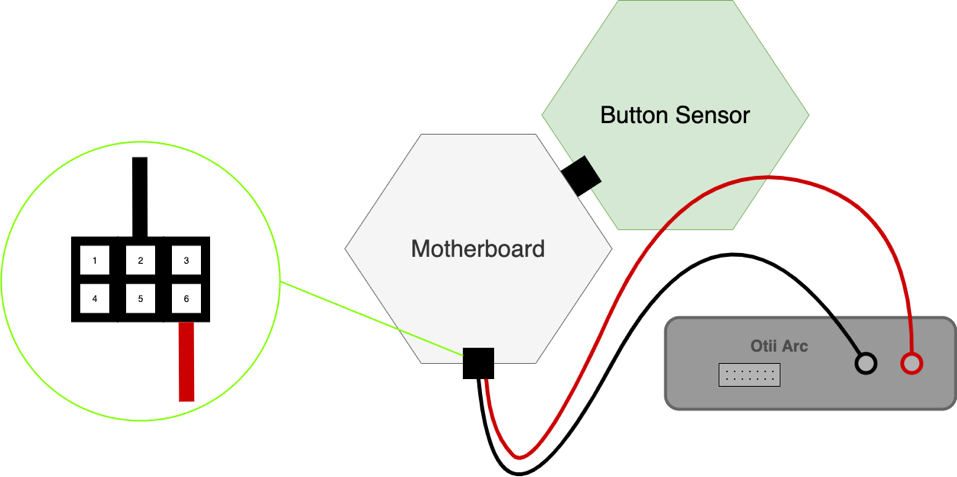 Button Sensor
Motherboard
1 2 3
4 5 6
Otii Arc